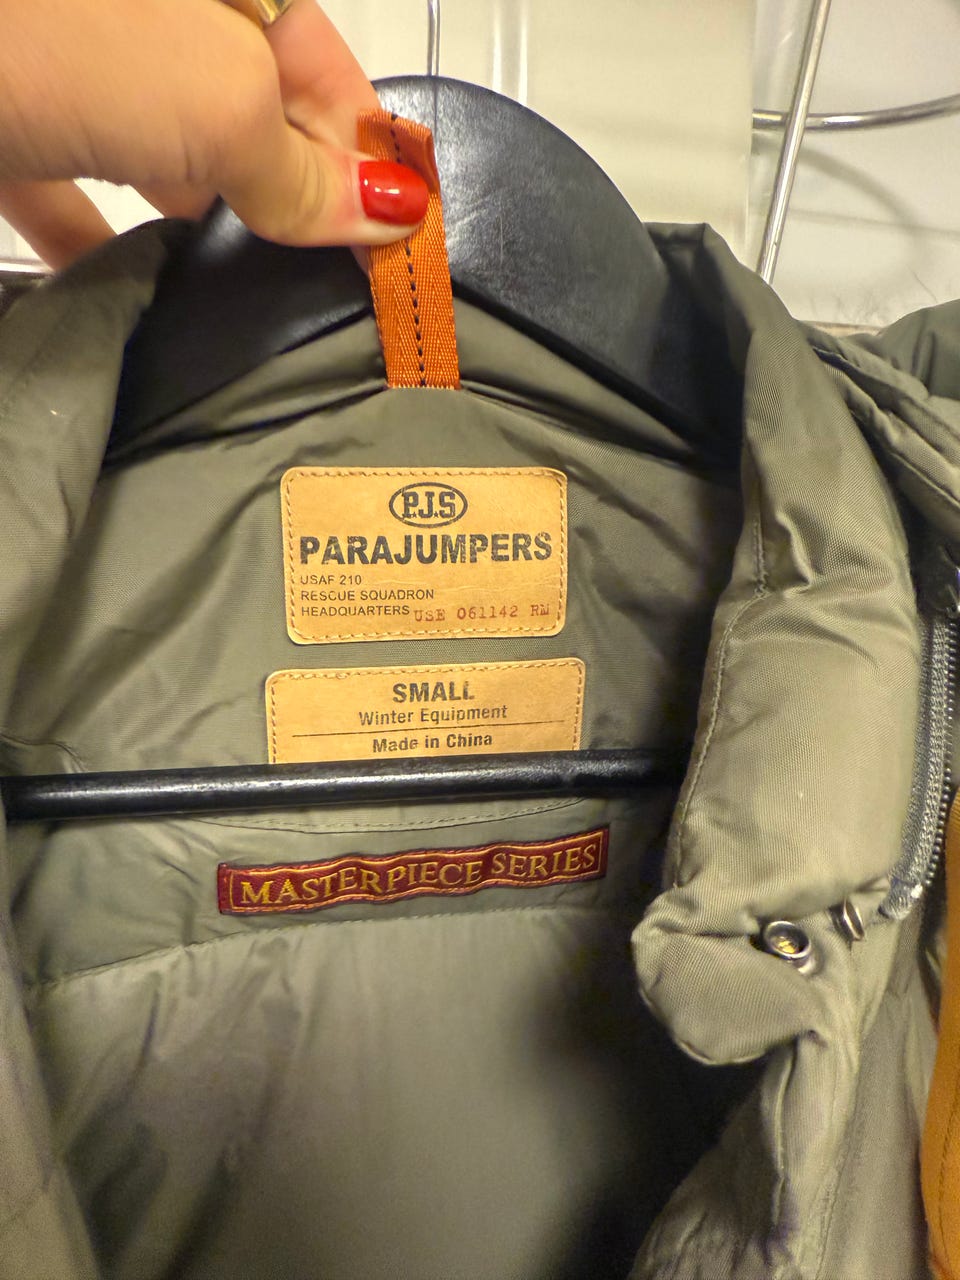 P.J.S
PARAJUMPERS
USAF 210
RESCUE SQUADRON
HEADQUARTERS USE 061142 RM
SMALL
Winter Equipment
Made in China
MASTERPIECE SERIES